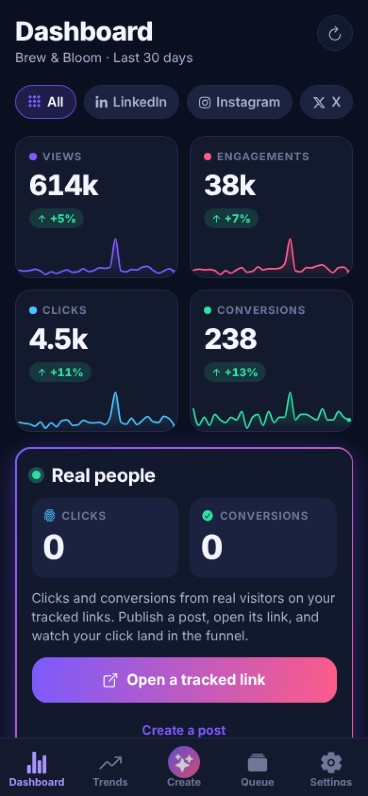 Dashboard
Brew & Bloom · Last 30 days
All
LinkedIn
Instagram
X
VIEWS
614k
↑ +5%
ENGAGEMENTS
38k
↑ +7%
CLICKS
4.5k
↑ +11%
CONVERSIONS
238
↑ +13%
Real people
CLICKS
0
CONVERSIONS
0
Clicks and conversions from real visitors on your
tracked links. Publish a post, open its link, and
watch your click land in the funnel.
Open a tracked link
Create a post
Dashboard
Trends
Create
Queue
Settings